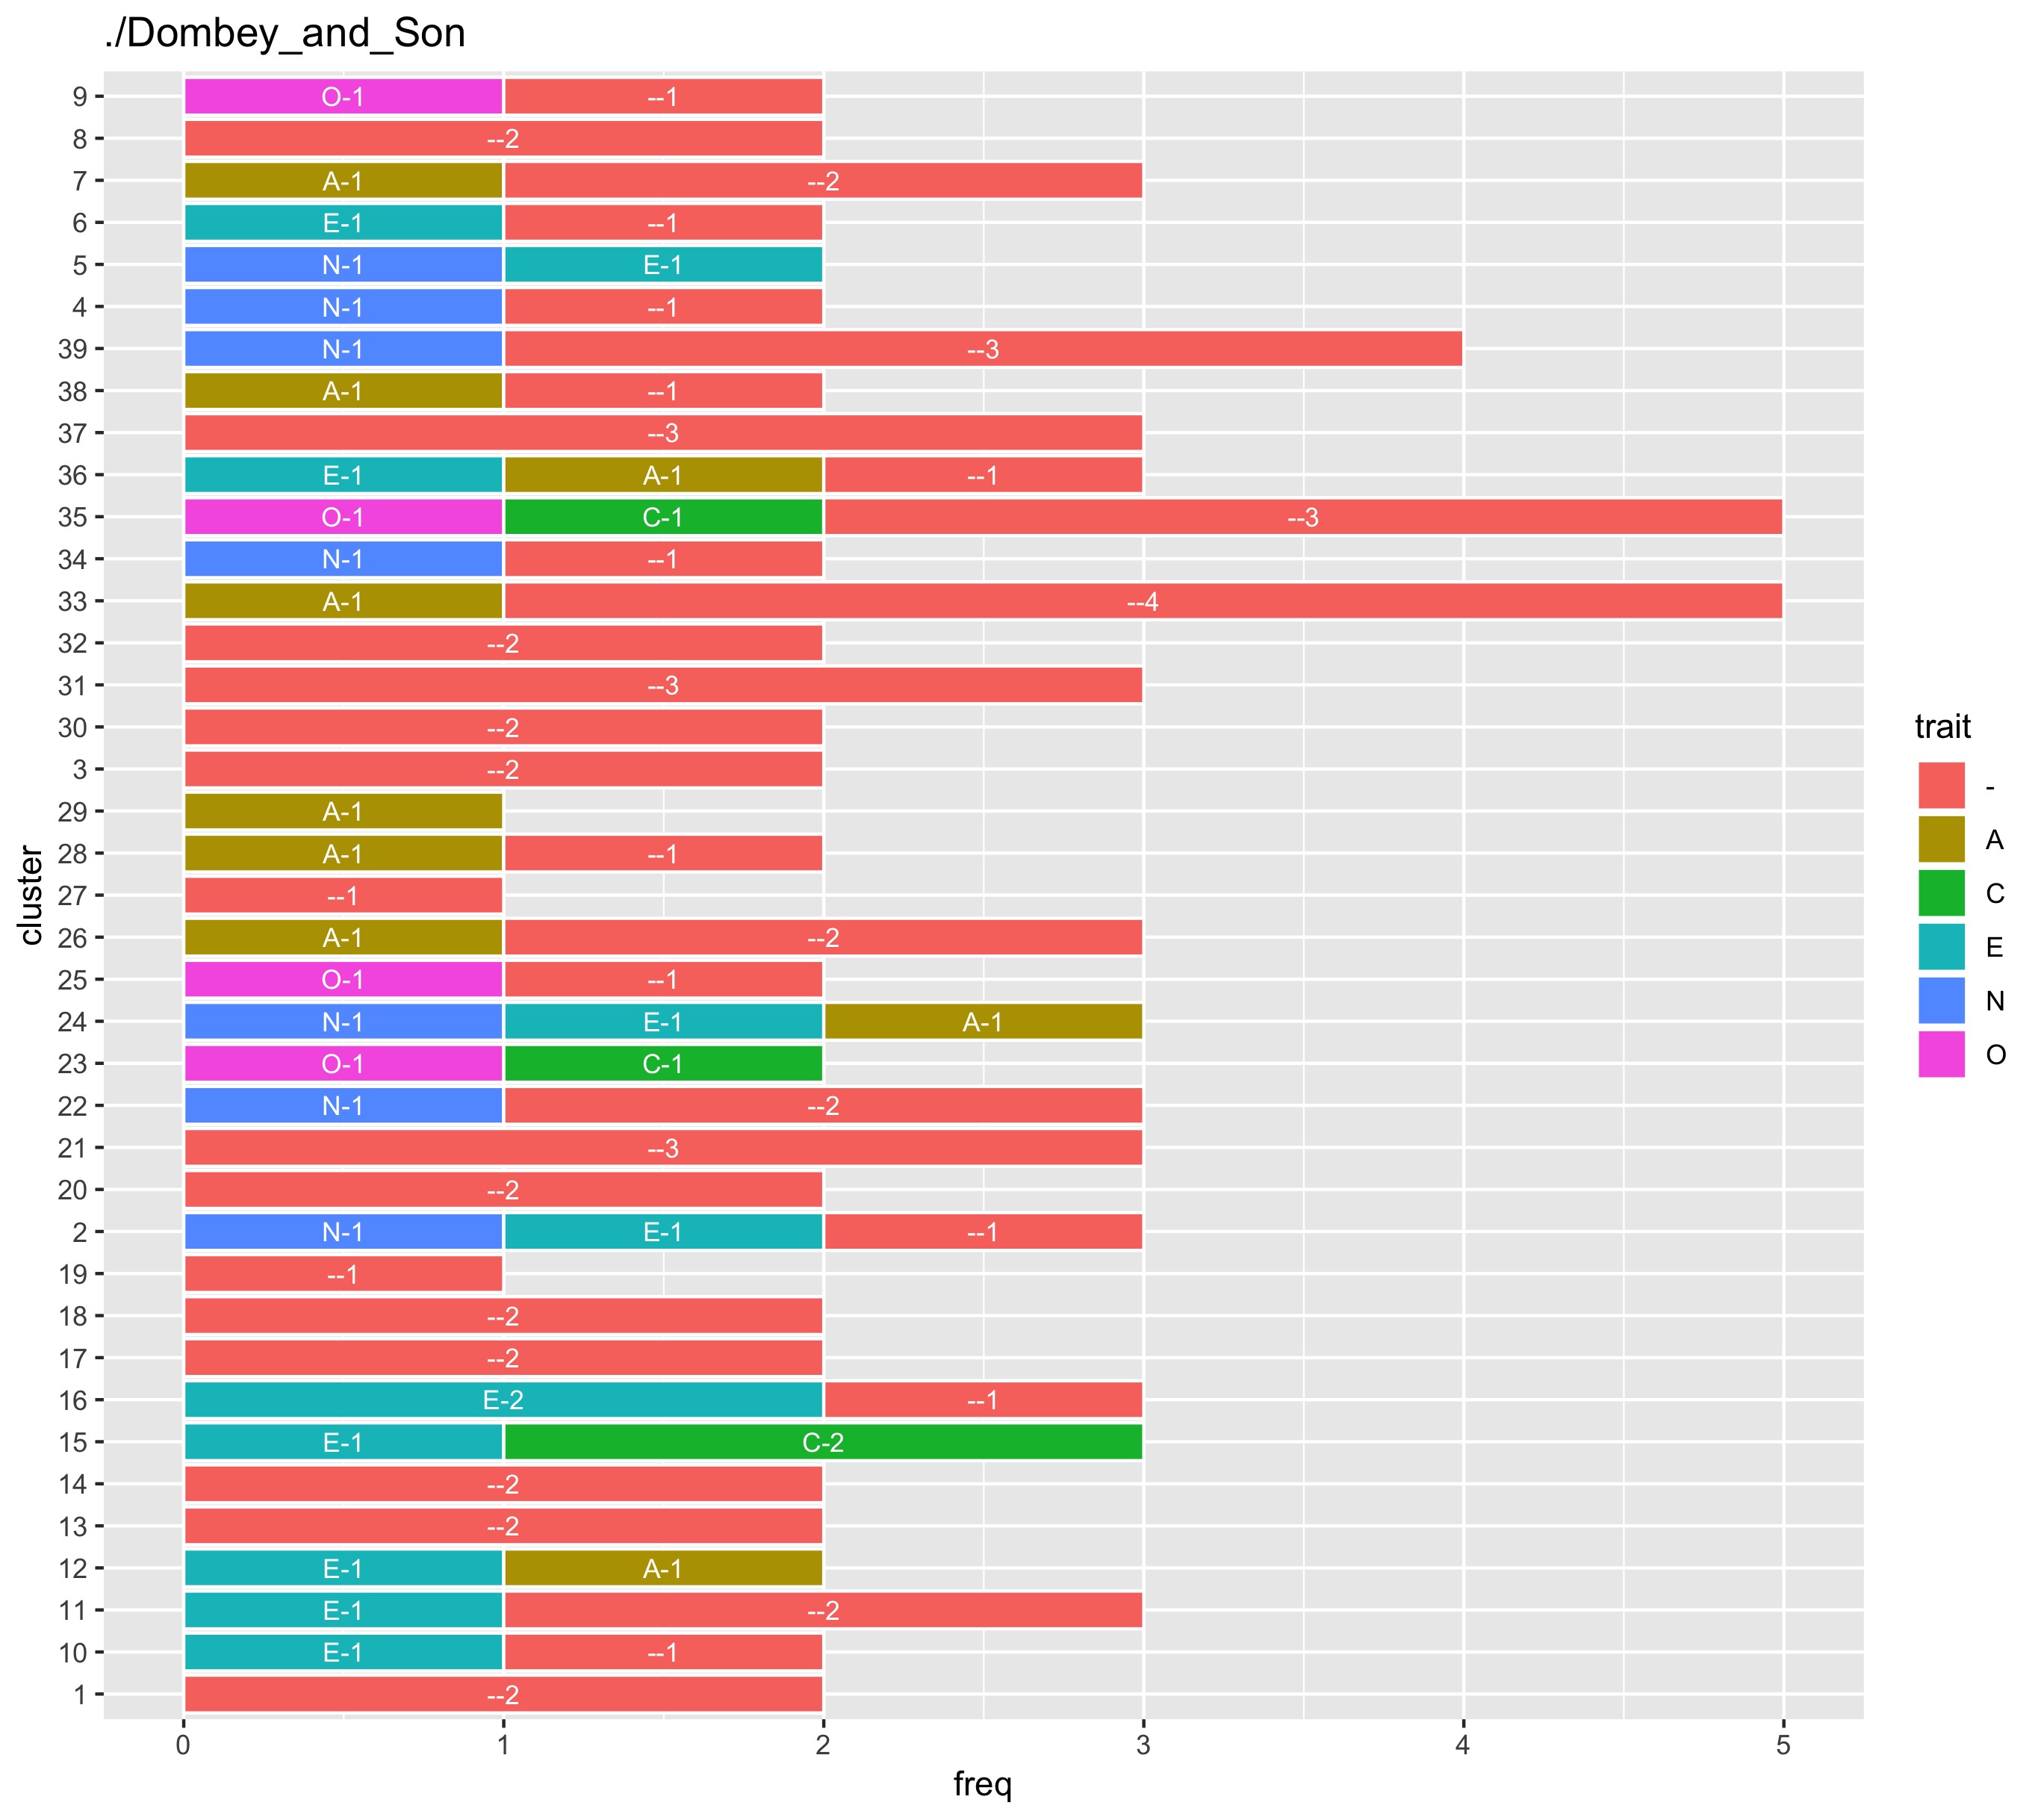 ./Dombey_and_Son
9 O-1 --1
8 --2
7 A-1 --2
6 E-1 --1
5 N-1 E-1
4 N-1 --1
39 N-1 --3
38 A-1 --1
37 --3
36 E-1 A-1 --1
35 O-1 C-1 --3
34 N-1 --1
33 A-1 --4
32 --2
31 --3
30 --2
3 --2
29 A-1
28 A-1 --1
27 --1
26 A-1 --2
25 O-1 --1
24 N-1 E-1 A-1
23 O-1 C-1
22 N-1 --2
21 --3
20 --2
2 N-1 E-1 --1
19 --1
18 --2
17 --2
16 E-2 --1
15 E-1 C-2
14 --2
13 --2
12 E-1 A-1
11 E-1 --2
10 E-1 --1
1 --2
0 1 2 3 4 5
freq
cluster
trait
-
A
C
E
N
O